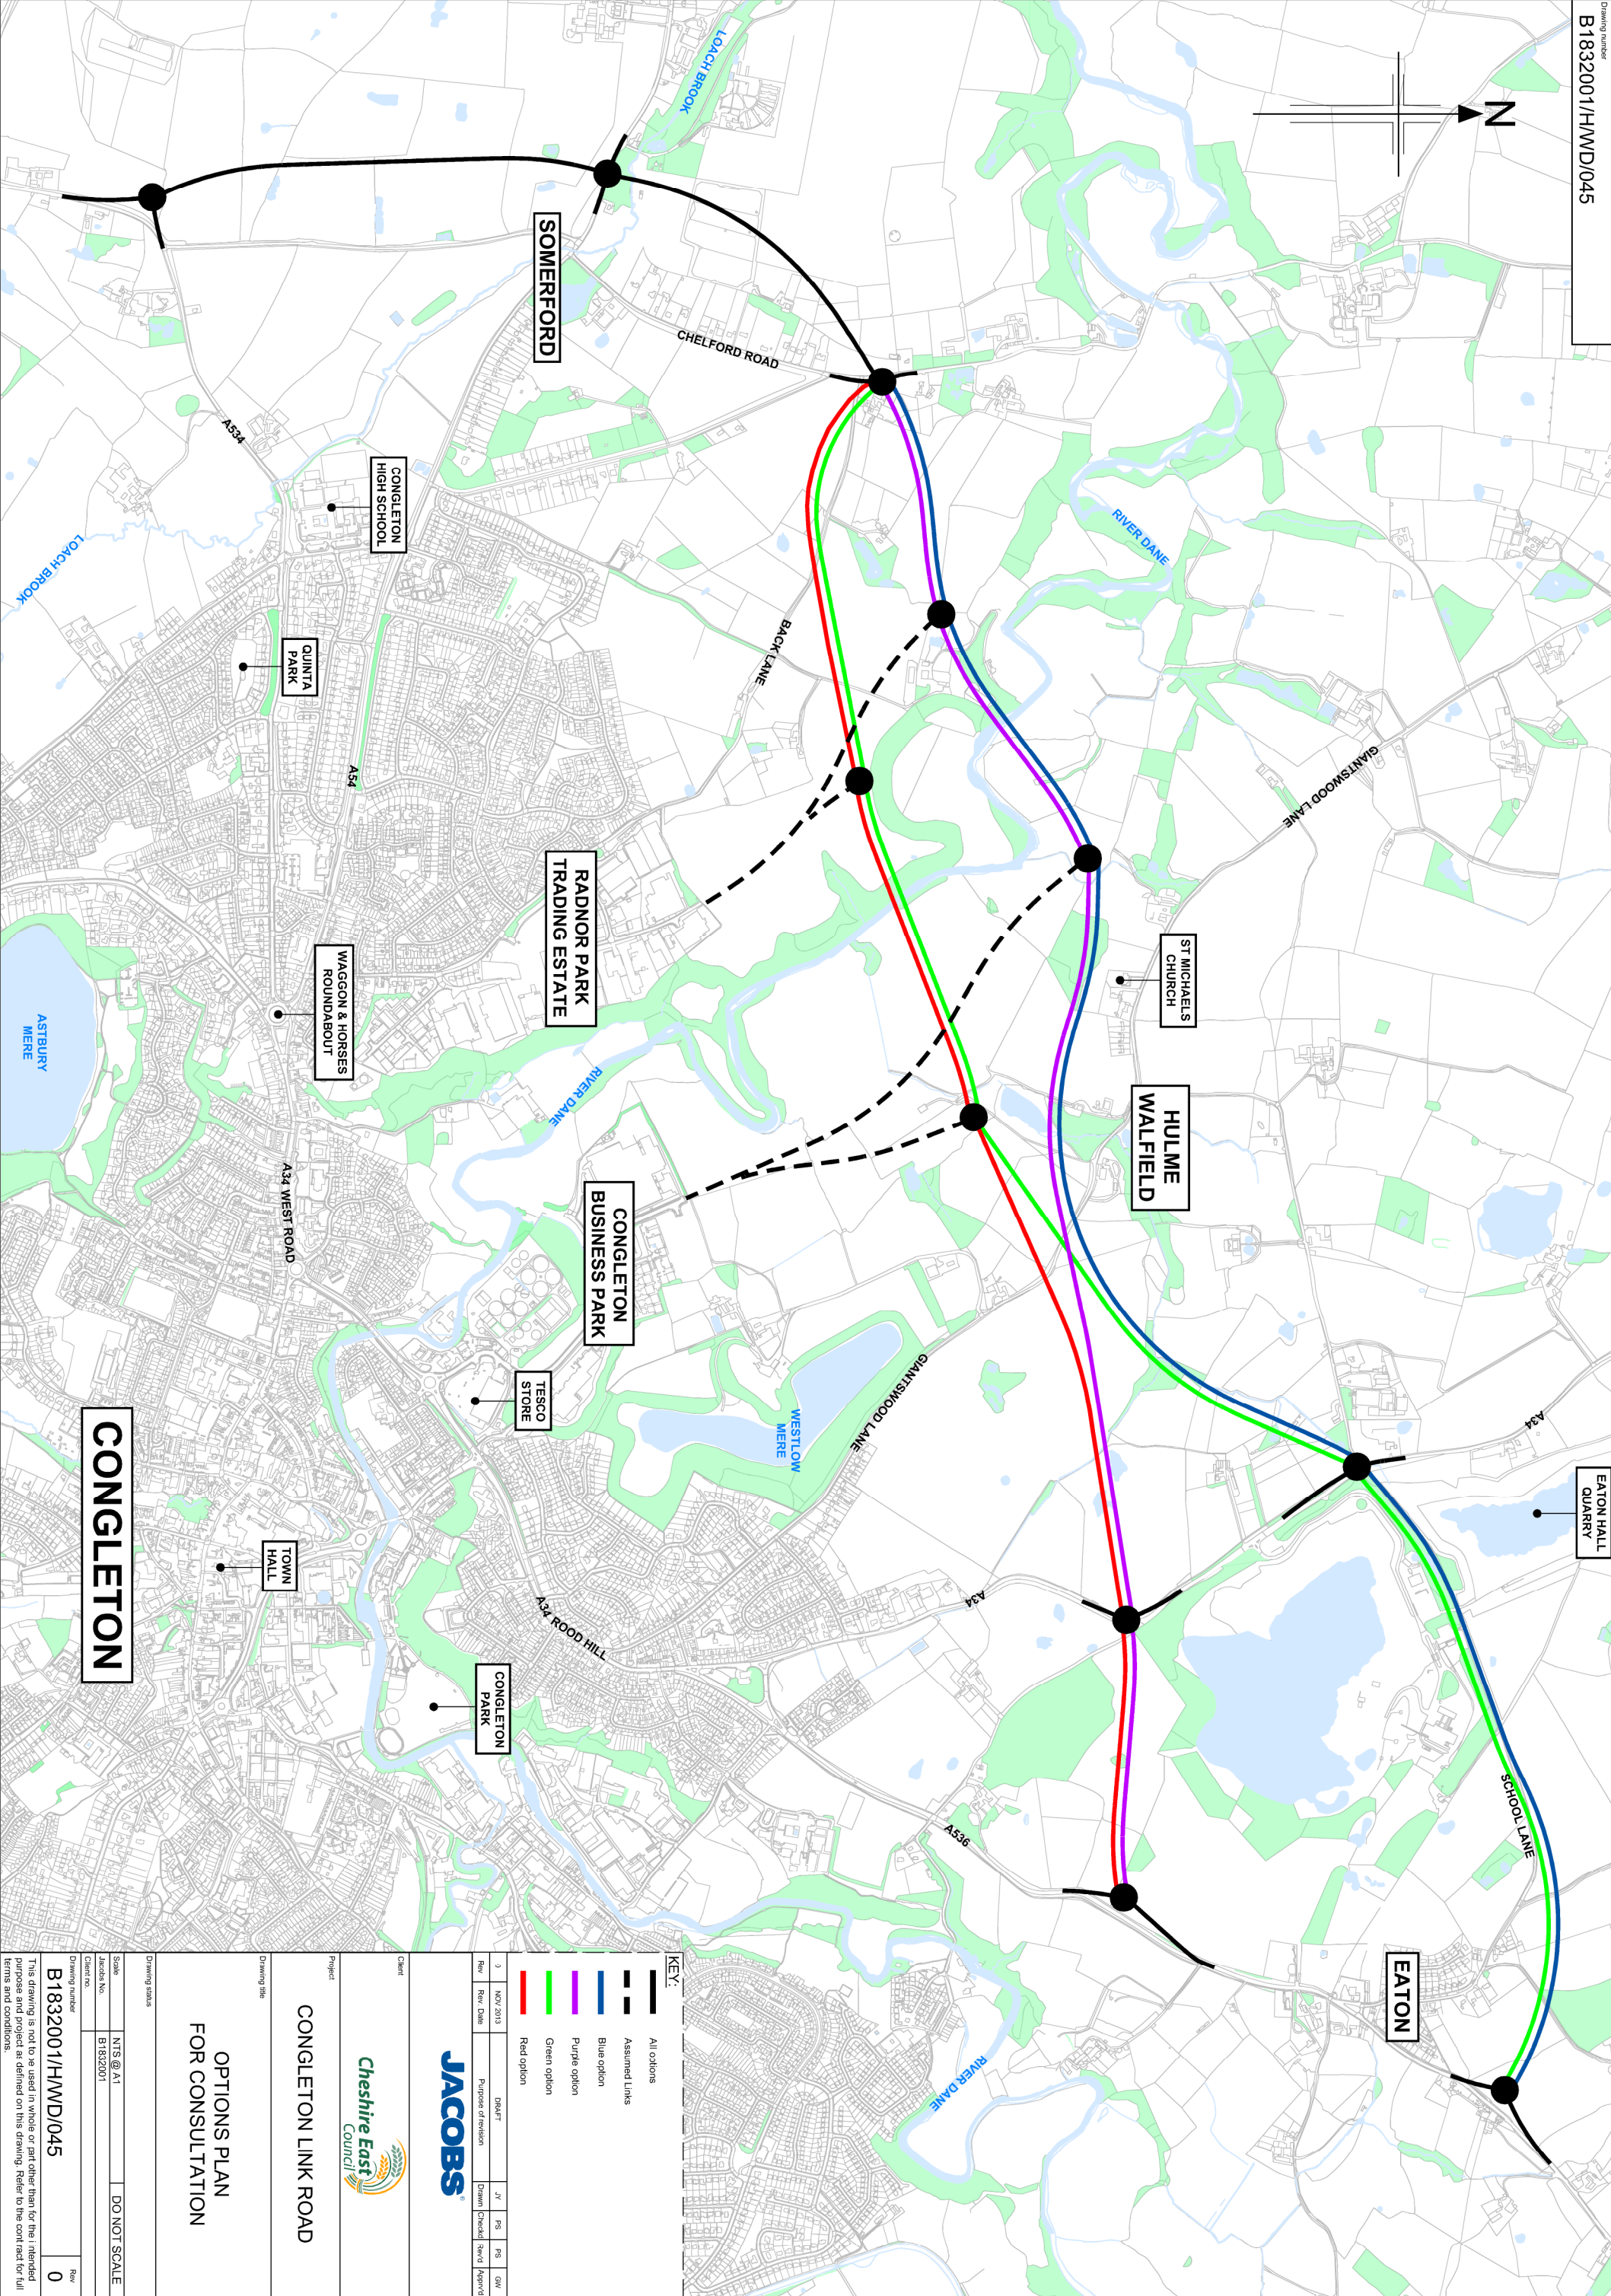 Drawing number
B1832001/H/WD/045
N
LOACH BROOK
SOMERFORD
CHELFORD ROAD
A534
CONGLETON
HIGH SCHOOL
LOACH BROOK
QUINTA
PARK
BACK LANE
A54
RIVER DANE
GIANTSWOOD LANE
RADNOR PARK
TRADING ESTATE
WAGGON & HORSES
ROUNDABOUT
ST MICHAELS
CHURCH
ASTBURY
MERE
RIVER DANE
HULME
WALFIELD
A34 WEST ROAD
CONGLETON
BUSINESS PARK
TESCO
STORE
WESTLOW
MERE
GIANTSWOOD LANE
A34
EATON HALL
QUARRY
CONGLETON
TOWN
HALL
A34 ROOD HILL
A34
CONGLETON
PARK
A536
SCHOOL LANE
EATON
RIVER DANE
KEY:
All options
Assumed Links
Blue option
Purple option
Green option
Red option
0 NOV 2013 DRAFT JY PS PS GW
Rev Rev. Date Purpose of revision Drawn Checkd Rev'd Apprv'd
JACOBS®
Client
Cheshire East
Council
Project
CONGLETON LINK ROAD
Drawing title
OPTIONS PLAN
FOR CONSULTATION
Drawing status
Scale NTS @ A1 DO NOT SCALE
Jacobs No. B1832001
Client no.
Drawing number Rev
B1832001/H/WD/045 0
This drawing is not to be used in whole or part other than for the intended
purpose and project as defined on this drawing. Refer to the contract for full
terms and conditions.